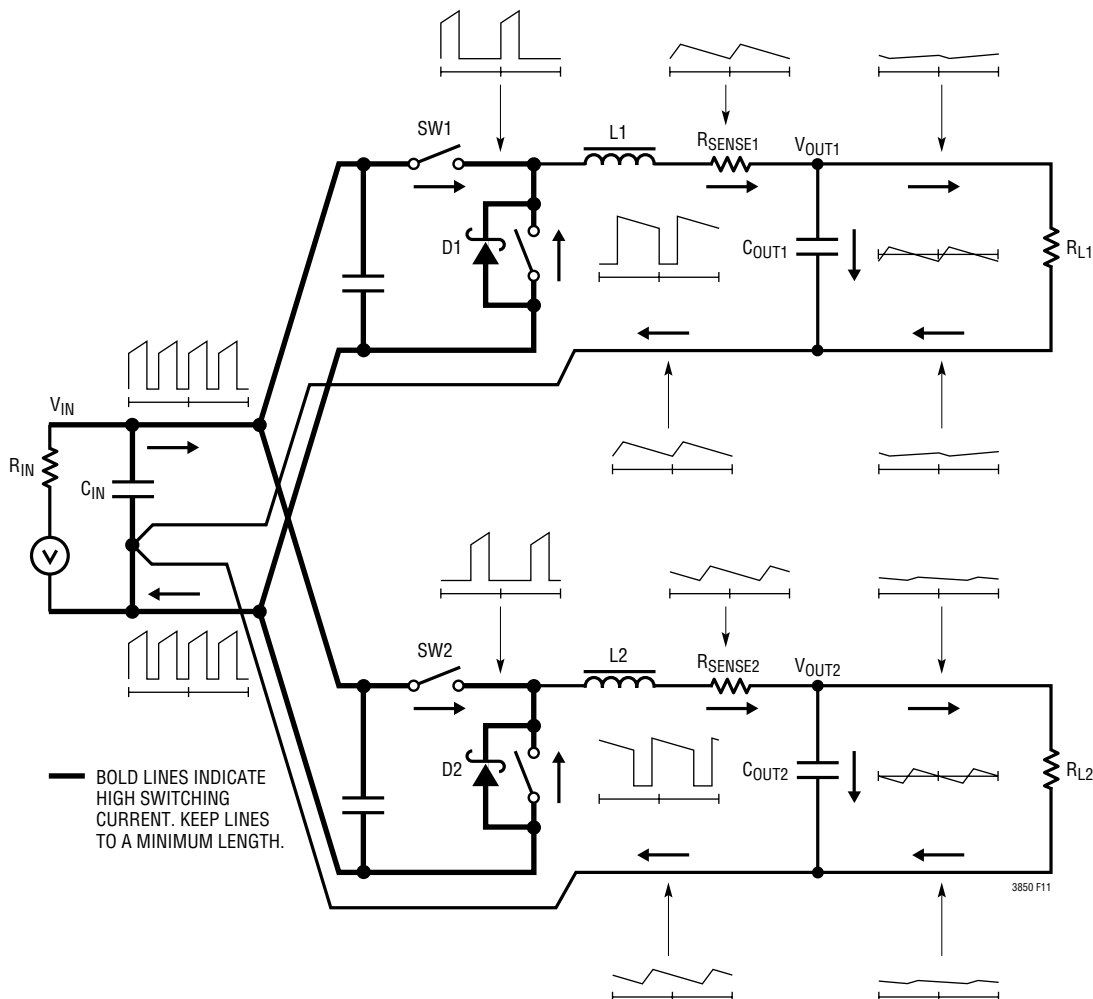 SW1
L1
RSENSE1
VOUT1
D1
COUT1
RL1
VIN
RIN
CIN
V
SW2
L2
RSENSE2
VOUT2
D2
COUT2
RL2
BOLD LINES INDICATE
HIGH SWITCHING
CURRENT. KEEP LINES
TO A MINIMUM LENGTH.
3850 F11